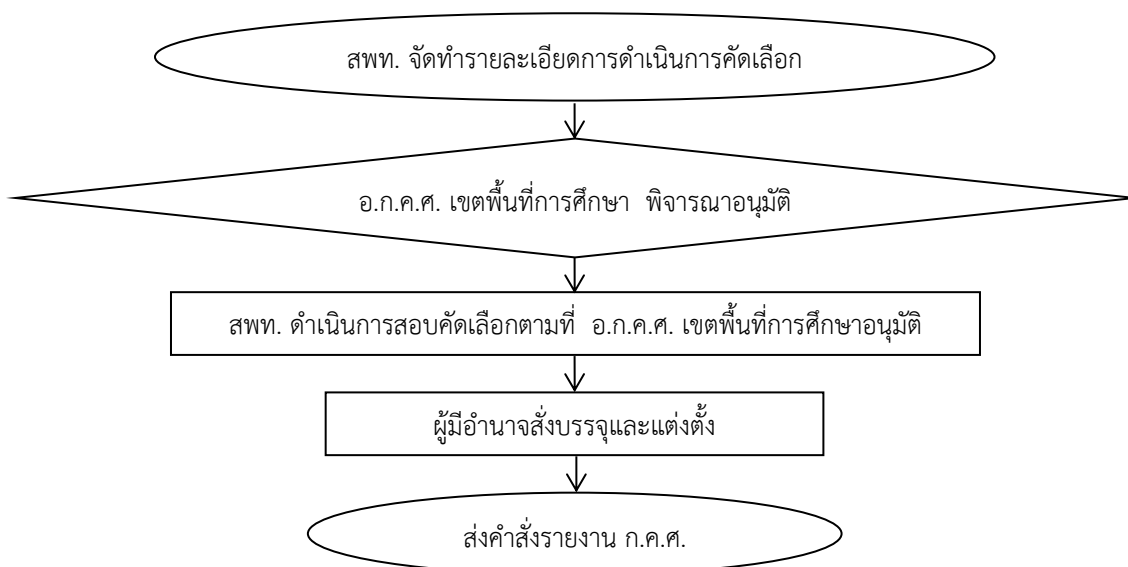 สพท. จัดทำรายละเอียดการดำเนินการคัดเลือก
อ.ก.ค.ศ. เขตพื้นที่การศึกษา พิจารณาอนุมัติ
สพท. ดำเนินการสอบคัดเลือกตามที่ อ.ก.ค.ศ. เขตพื้นที่การศึกษาอนุมัติ
ผู้มีอำนาจสั่งบรรจุและแต่งตั้ง
ส่งคำสั่งรายงาน ก.ค.ศ.